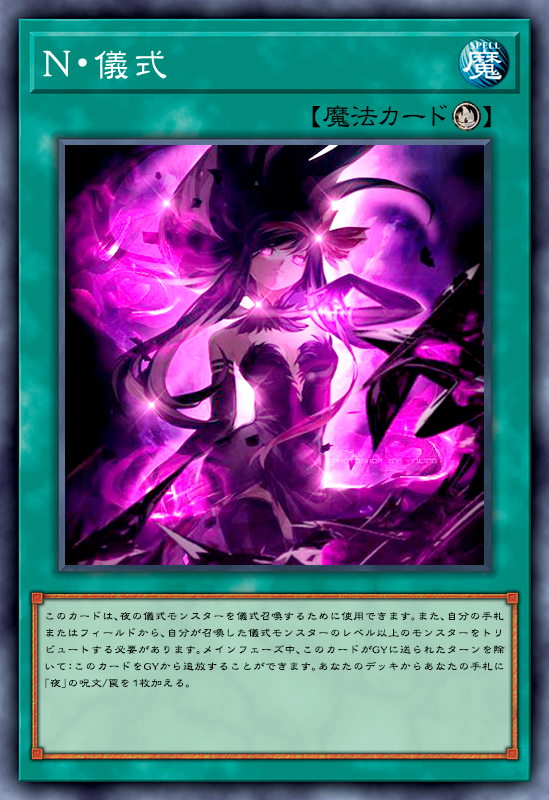 N・儀式
SPELL
魔
【魔法カード】
このカードは、夜の儀式モンスターを儀式召喚するために使用できます。また、自分の手札
またはフィールドから、自分が召喚した儀式モンスターのレベル以上のモンスターをトリ
ビュートする必要があります。メインフェーズ中、このカードがGYに送られたターンを除
いて：このカードをGYから追放することができます。あなたのデッキからあなたの手札に
「夜」の呪文/罠を1枚加える。